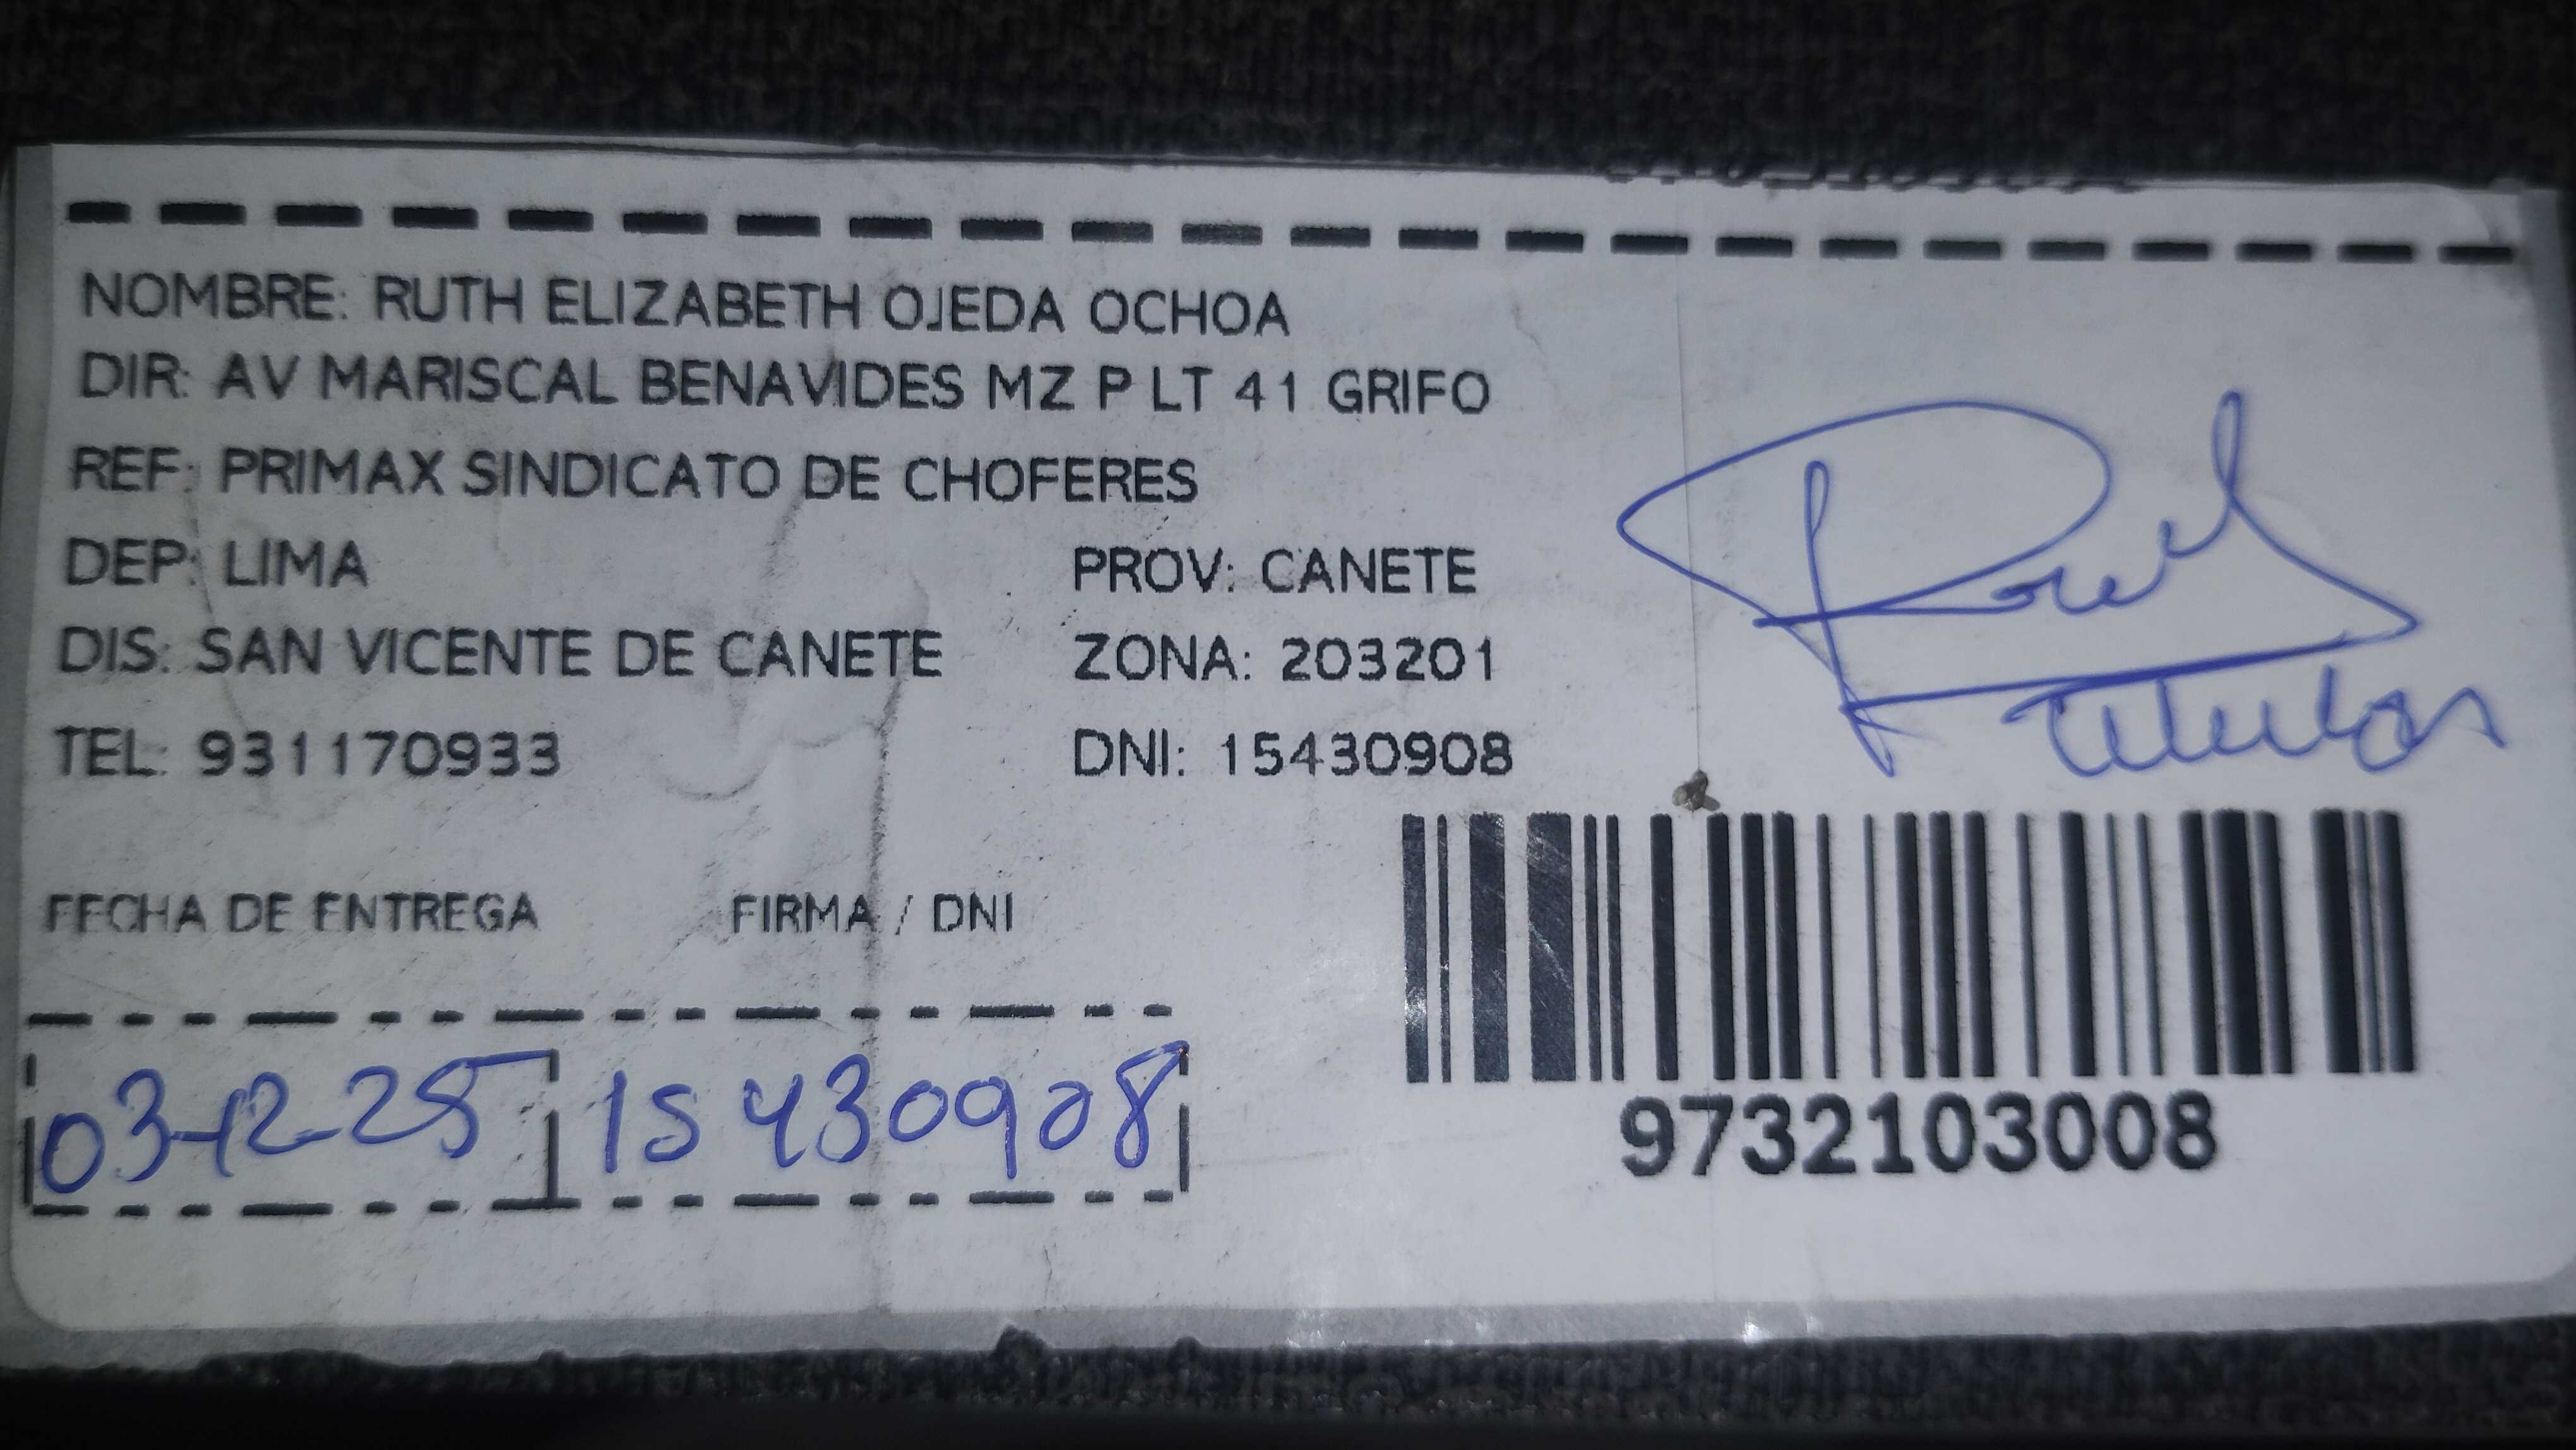 NOMBRE: RUTH ELIZABETH OJEDA OCHOA
DIR: AV MARISCAL BENAVIDES MZ P LT 41 GRIFO
REF: PRIMAX SINDICATO DE CHOFERES
DEP: LIMA PROV: CANETE
DIS: SAN VICENTE DE CANETE ZONA: 203201
TEL: 931170933 DNI: 15430908
FECHA DE ENTREGA FIRMA / DNI
03-12-25 15430908
9732103008